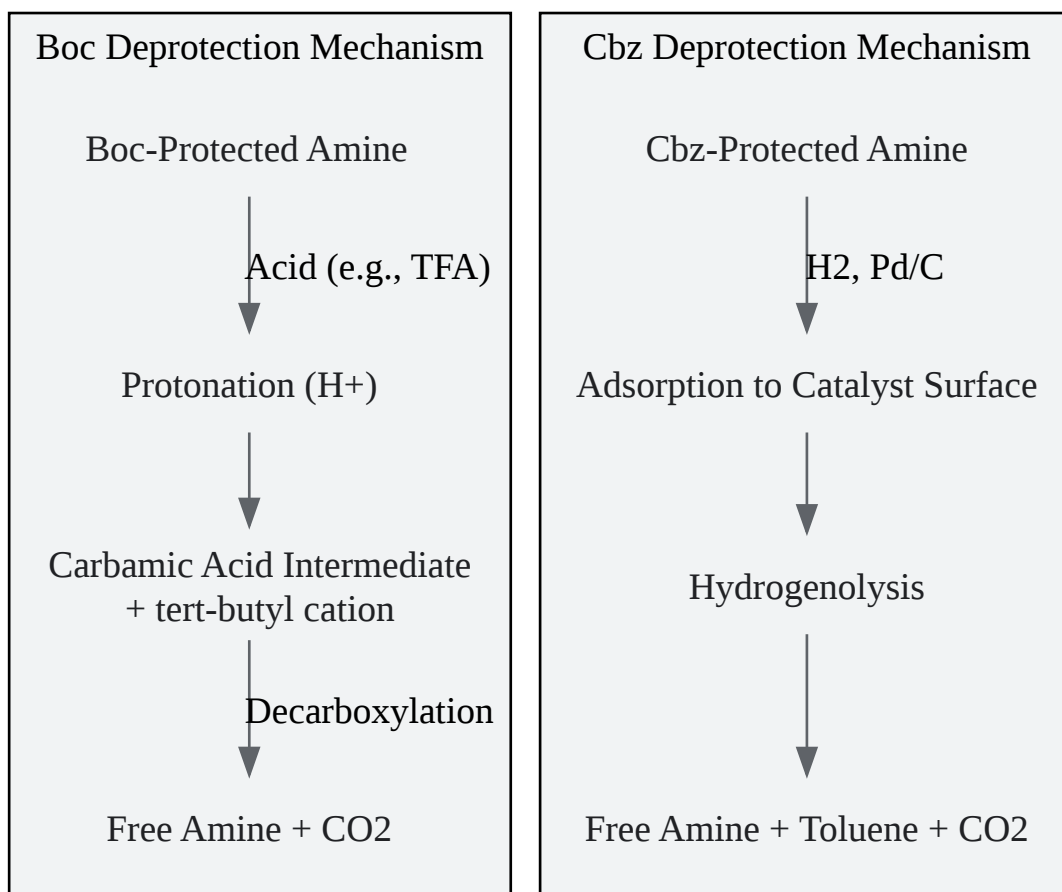 Boc Deprotection Mechanism
Boc-Protected Amine
Acid (e.g., TFA)
Protonation (H+)
Carbamic Acid Intermediate
+ tert-butyl cation
Decarboxylation
Free Amine + CO2
Cbz Deprotection Mechanism
Cbz-Protected Amine
H2, Pd/C
Adsorption to Catalyst Surface
Hydrogenolysis
Free Amine + Toluene + CO2